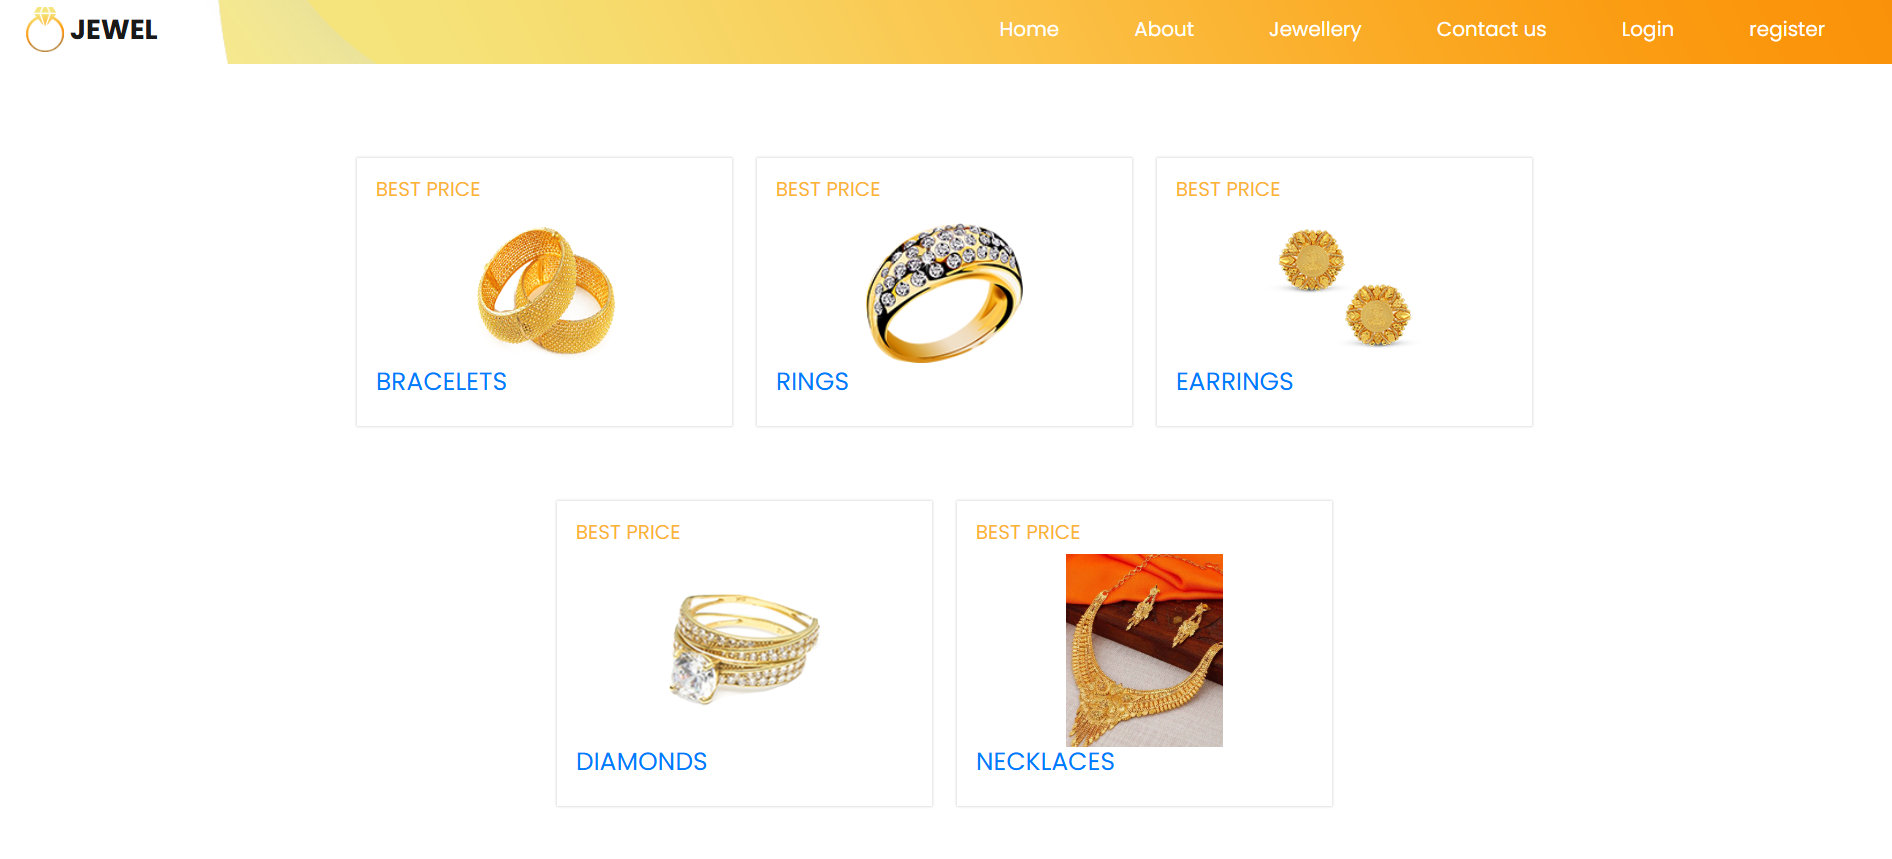 JEWEL
Home About Jewellery Contact us Login register
BEST PRICE
BRACELETS
BEST PRICE
RINGS
BEST PRICE
EARRINGS
BEST PRICE
DIAMONDS
BEST PRICE
NECKLACES